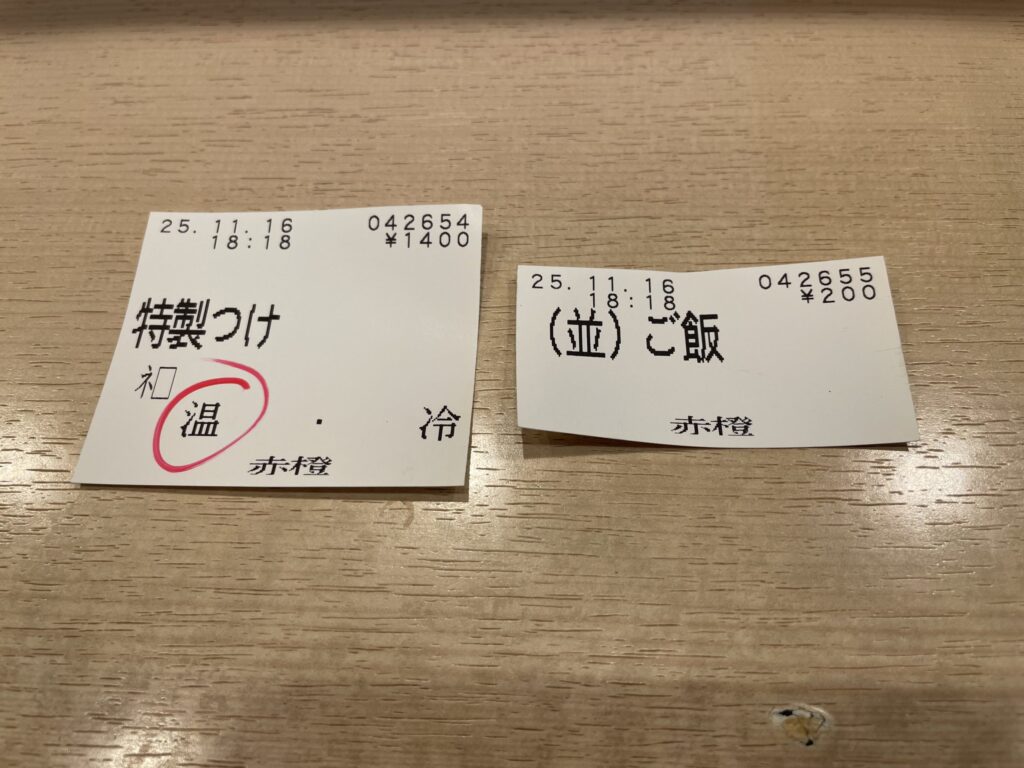 25.11.16 042654
18:18 ¥1400
特製つけ
ネ□
温 ・ 冷
赤橙
25.11.16 042655
18:18 ¥200
(並)ご飯
赤橙